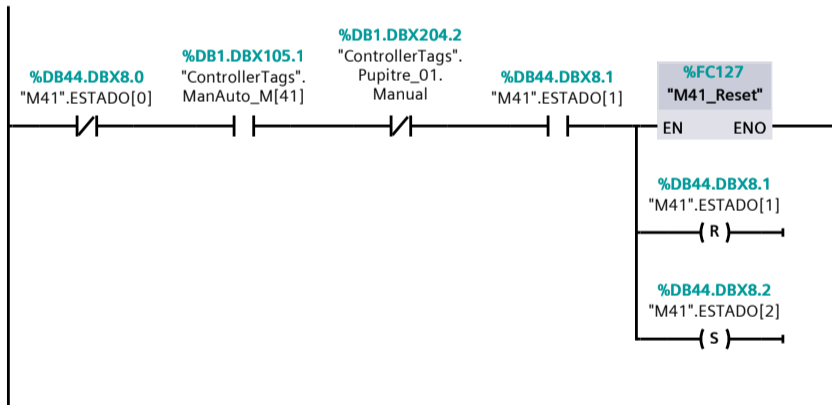 %DB44.DBX8.0
"M41".ESTADO[0]
%DB1.DBX105.1
"ControllerTags".
ManAuto_M[41]
%DB1.DBX204.2
"ControllerTags".
Pupitre_01.
Manual
%DB44.DBX8.1
"M41".ESTADO[1]
%FC127
"M41_Reset"
EN ENO
%DB44.DBX8.1
"M41".ESTADO[1]
R
%DB44.DBX8.2
"M41".ESTADO[2]
S